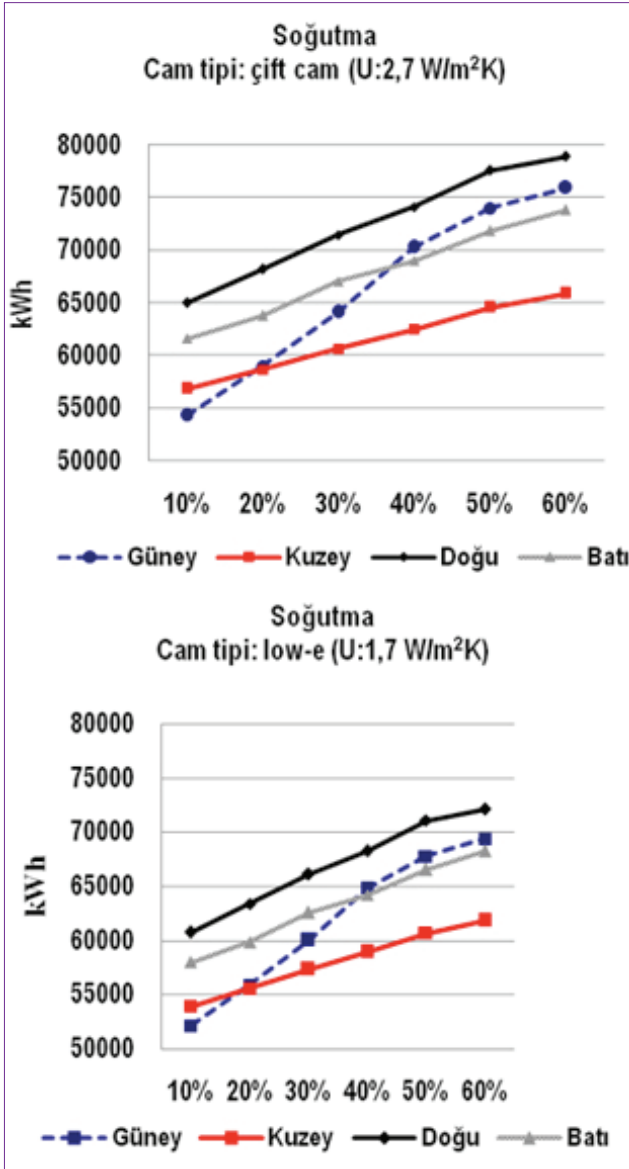 Soğutma
Cam tipi: çift cam (U:2,7 W/m²K)
80000
75000
70000
65000
60000
55000
50000
kWh
10% 20% 30% 40% 50% 60%
Güney Kuzey Doğu Batı
Soğutma
Cam tipi: low-e (U:1,7 W/m²K)
80000
75000
70000
65000
60000
55000
50000
kWh
10% 20% 30% 40% 50% 60%
Güney Kuzey Doğu Batı